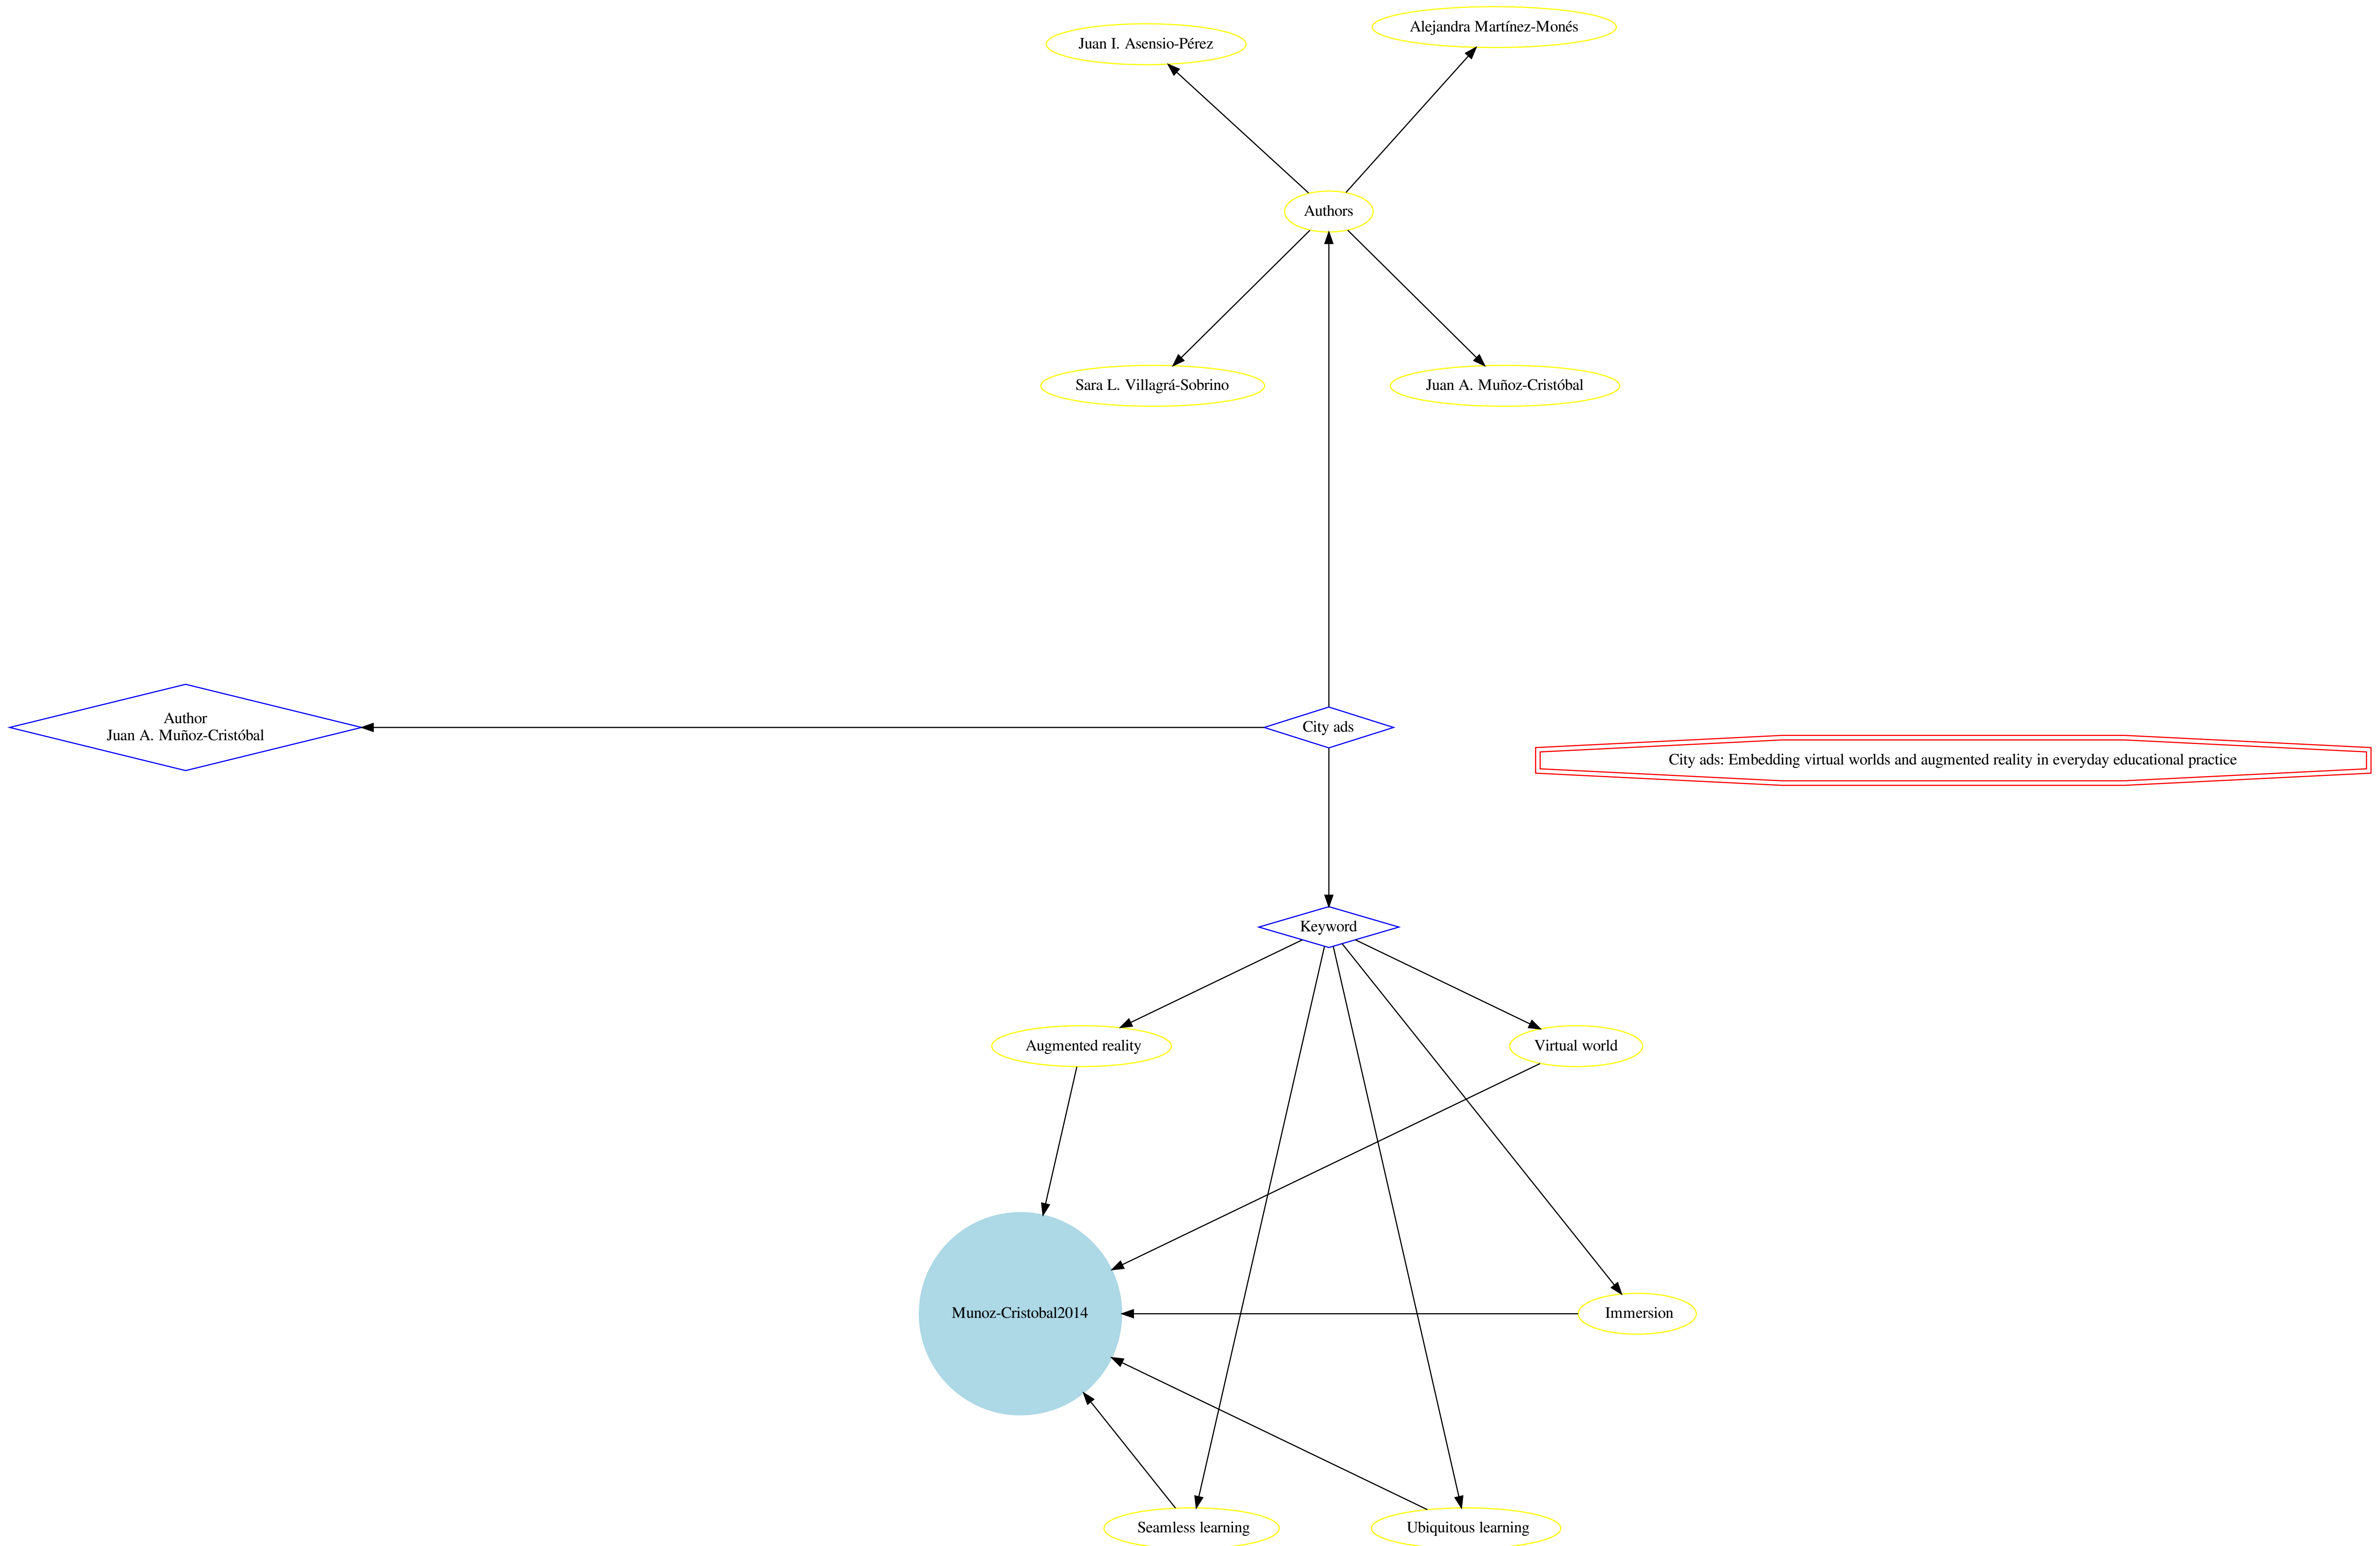 Alejandra Martínez-Monés
Juan I. Asensio-Pérez
Authors
Sara L. Villagrá-Sobrino
Juan A. Muñoz-Cristóbal
Author
Juan A. Muñoz-Cristóbal
City ads
City ads: Embedding virtual worlds and augmented reality in everyday educational practice
Keyword
Augmented reality
Virtual world
Munoz-Cristobal2014
Immersion
Seamless learning
Ubiquitous learning